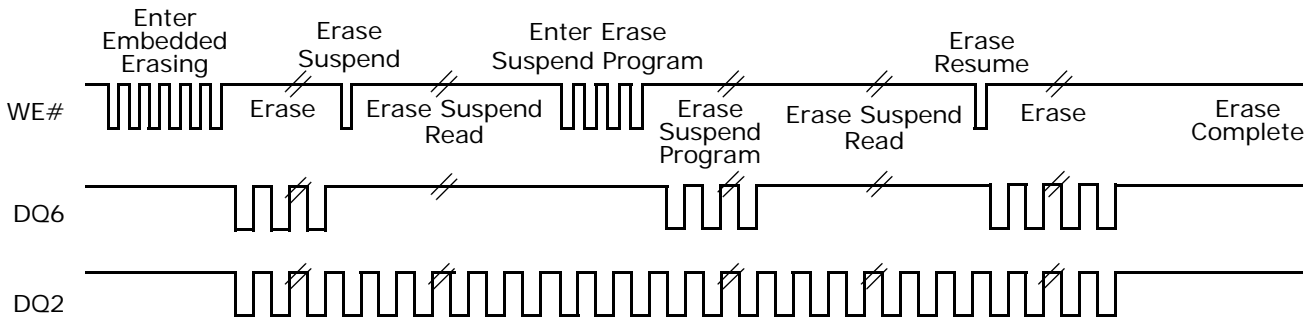 Enter
Embedded
Erasing
Erase
Suspend
Enter Erase
Suspend Program
Erase
Resume
WE#
Erase
Erase Suspend
Read
Erase
Suspend
Program
Erase Suspend
Read
Erase
Erase
Complete
DQ6
DQ2